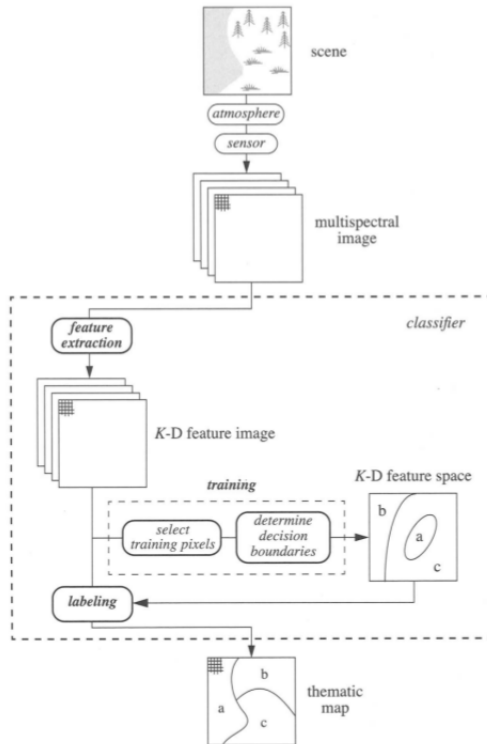 scene
atmosphere
sensor
multispectral
image
classifier
feature
extraction
K-D feature image
training
K-D feature space
select
training pixels
determine
decision
boundaries
b
a
c
labeling
b
a
c
thematic
map